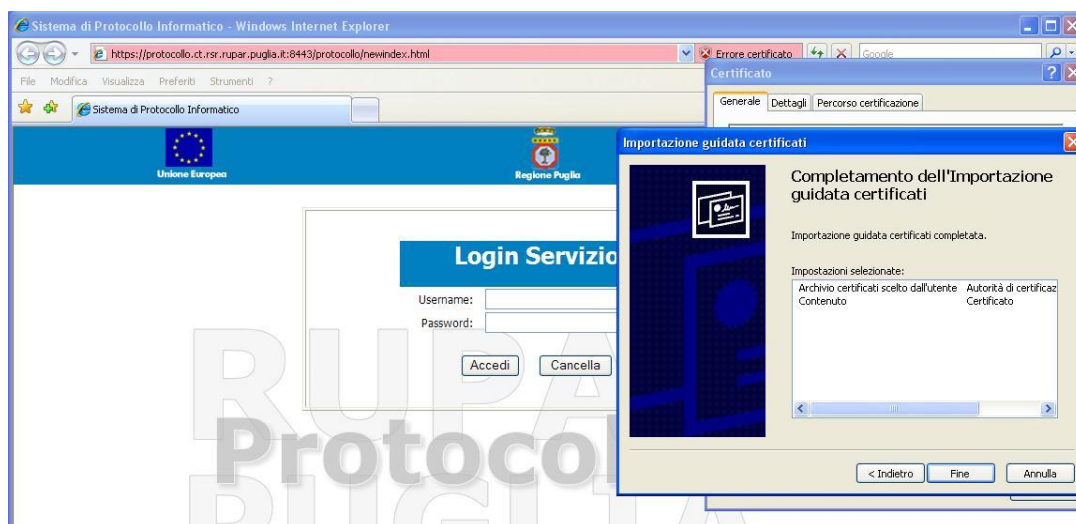 Sistema di Protocollo Informatico - Windows Internet Explorer
https://protocollo.ct.rsr.rupar.puglia.it:8443/protocollo/newindex.html
Errore certificato
Google
File Modifica Visualizza Preferiti Strumenti ?
Sistema di Protocollo Informatico
Certificato
Generale Dettagli Percorso certificazione
Unione Europea
Regione Puglia
Login Servizio
Username:
Password:
Accedi Cancella
RUPA
Protocol
PUGLIA
Importazione guidata certificati
Completamento dell'Importazione
guidata certificati
Importazione guidata certificati completata.
Impostazioni selezionate:
Archivio certificati scelto dall'utente Autorità di certificaz
Contenuto Certificato
< Indietro Fine Annulla